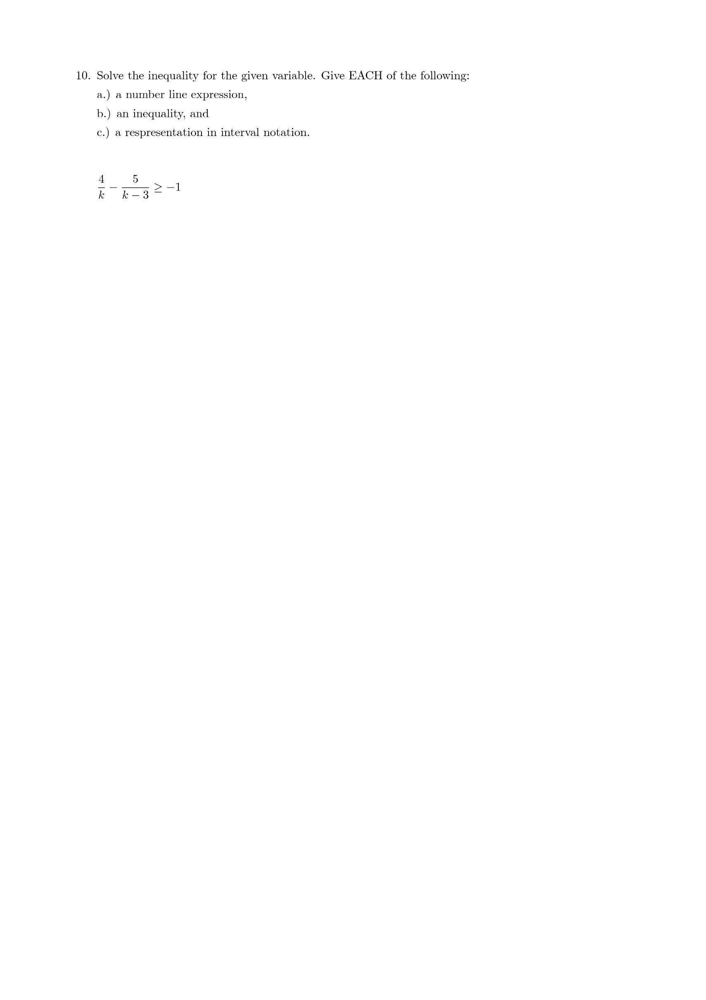 10. Solve the inequality for the given variable. Give EACH of the following:
a.) a number line expression,
b.) an inequality, and
c.) a respresentation in interval notation.
\frac{4}{k} - \frac{5}{k-3} \geq -1